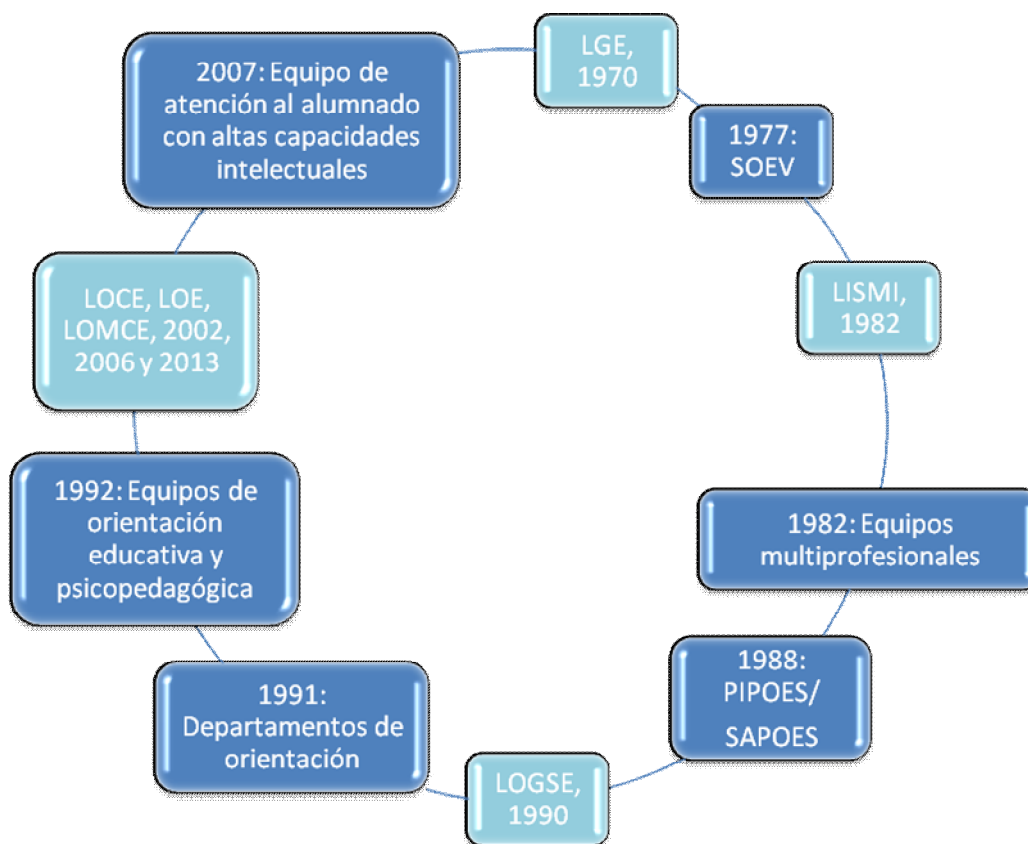 LGE,
1970
1977:
SOEV
LISMI,
1982
1982: Equipos
multiprofesionales
1988:
PIPOES/
SAPOES
LOGSE,
1990
1991:
Departamentos de
orientación
1992: Equipos de
orientación
educativa y
psicopedagógica
LOCE, LOE,
LOMCE, 2002,
2006 y 2013
2007: Equipo de
atención al alumnado
con altas capacidades
intelectuales